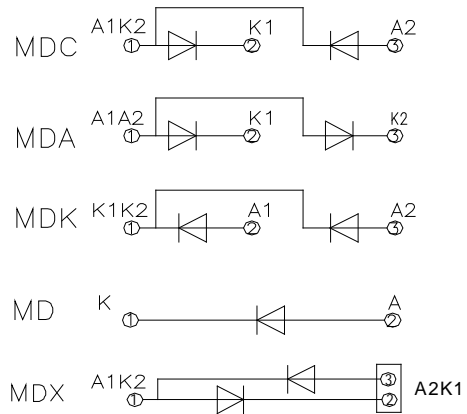 A1K2 K1 A2
MDC 1 2 3
A1A2 K1 K2
MDA 1 2 3
K1K2 A1 A2
MDK 1 2 3
MD K A
1 2
MDX A1K2 3 A2K1
1 2